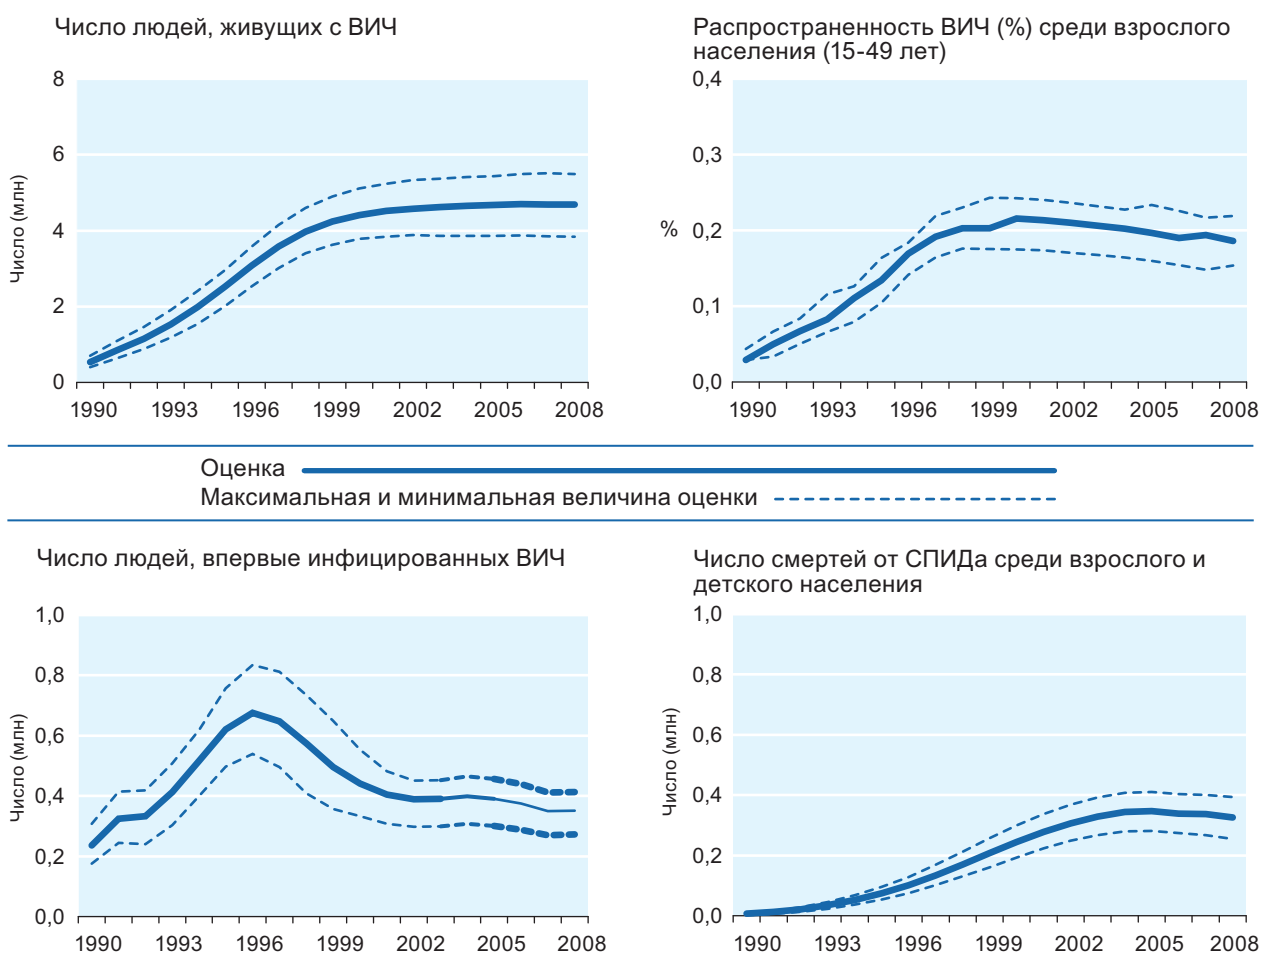 Число людей, живущих с ВИЧ
8
6
4
2
0
Число (млн)
1990 1993 1996 1999 2002 2005 2008
Распространенность ВИЧ (%) среди взрослого
населения (15-49 лет)
0,4
0,3
0,2
0,1
0,0
%
1990 1993 1996 1999 2002 2005 2008
Оценка
Максимальная и минимальная величина оценки
Число людей, впервые инфицированных ВИЧ
1,0
0,8
0,6
0,4
0,2
0,0
Число (млн)
1990 1993 1996 1999 2002 2005 2008
Число смертей от СПИДа среди взрослого и
детского населения
1,0
0,8
0,6
0,4
0,2
0,0
Число (млн)
1990 1993 1996 1999 2002 2005 2008